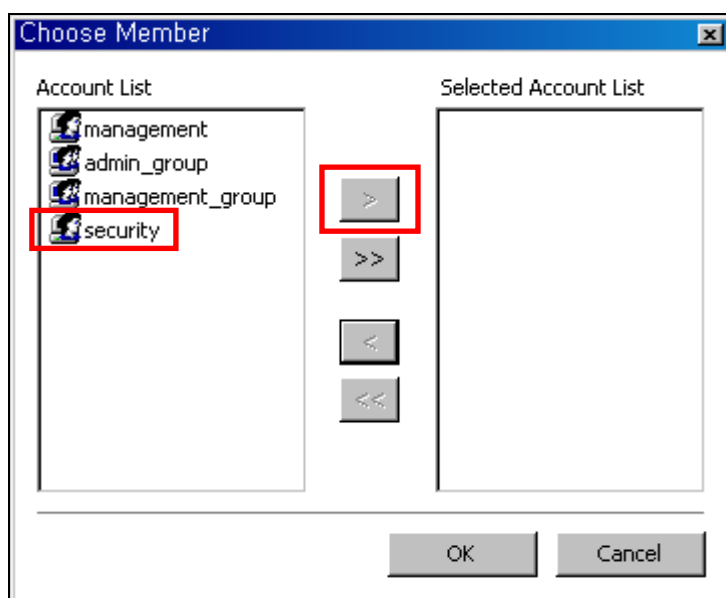 Choose Member
Account List
Selected Account List
management
admin_group
management_group
security
>
>>
<
<<
OK
Cancel